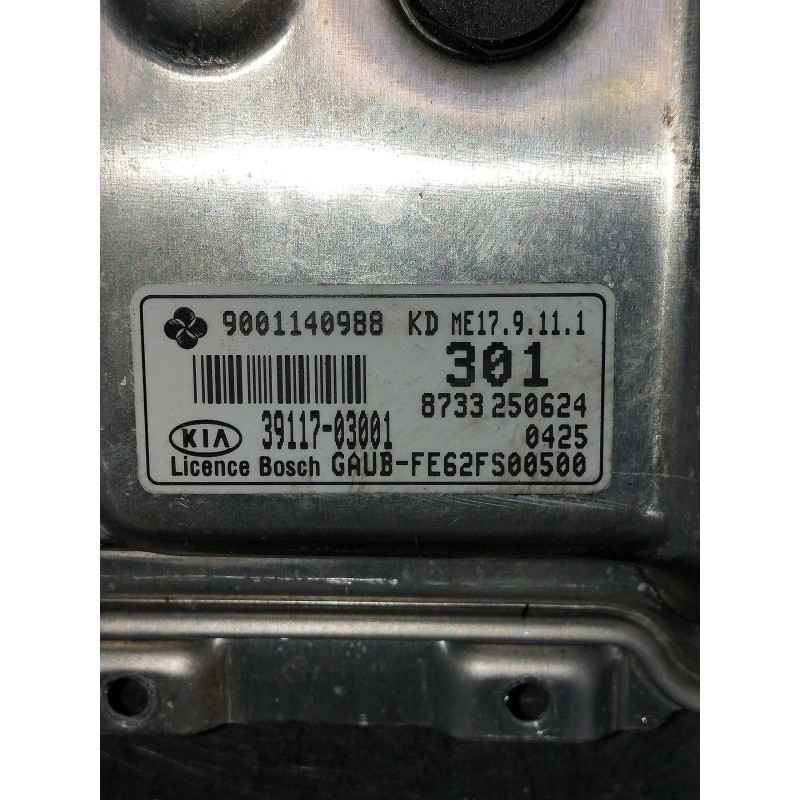 9001140988 KD ME17.9.11.1
301
8733 250624
KIA 39117-03001 0425
Licence Bosch GAUB-FE62FS00500